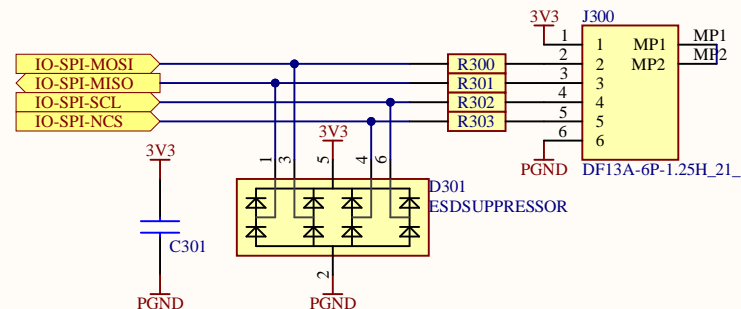 3V3
J300
1
1
MP1
MP1
IO-SPI-MOSI
R300
2
2
MP2
MP2
IO-SPI-MISO
R301
3
3
IO-SPI-SCL
R302
4
4
IO-SPI-NCS
R303
5
5
6
6
PGND
DF13A-6P-1.25H_21_
3V3
3V3
1
3
5
4
6
D301
ESDSUPPRESSOR
C301
2
PGND
PGND